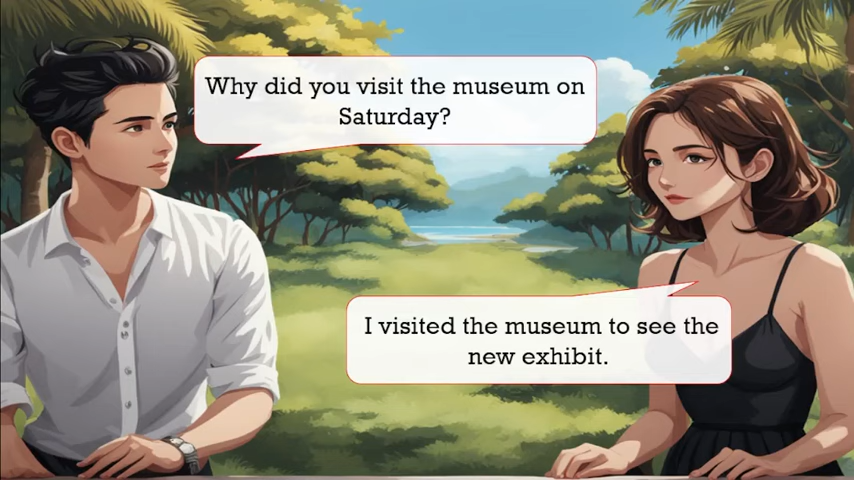 Why did you visit the museum on
Saturday?
I visited the museum to see the
new exhibit.